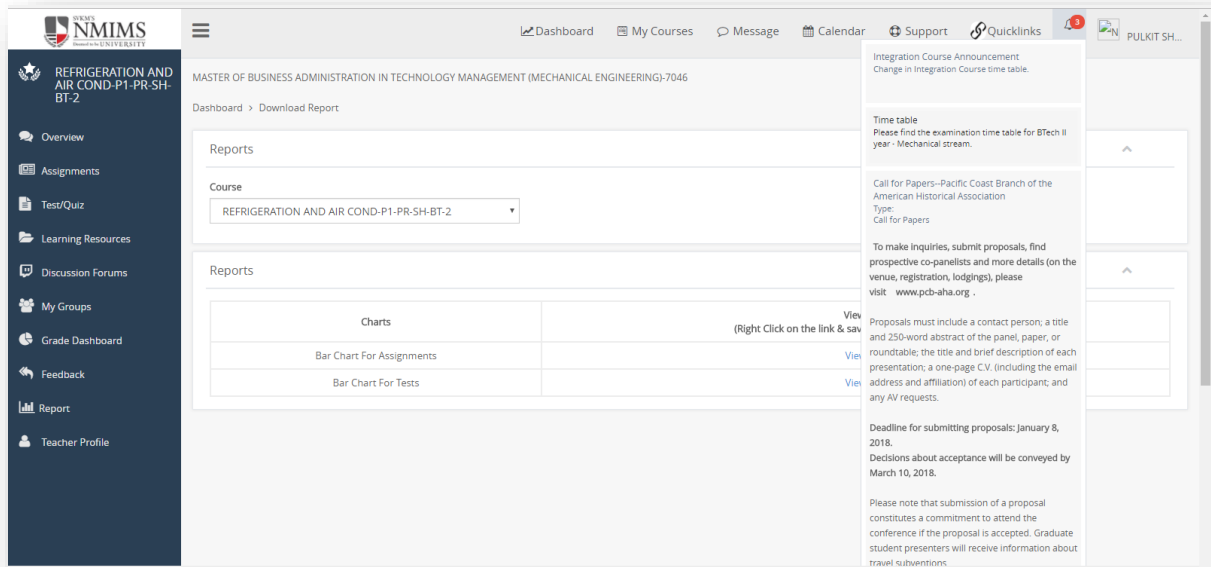 SVKM'S
NMIMS
Deemed to be UNIVERSITY
Dashboard
My Courses
Message
Calendar
Support
Quicklinks
3
N
PULKIT SH...
REFRIGERATION AND
AIR COND-P1-PR-SH-
BT-2
Overview
Assignments
Test/Quiz
Learning Resources
Discussion Forums
My Groups
Grade Dashboard
Feedback
Report
Teacher Profile
MASTER OF BUSINESS ADMINISTRATION IN TECHNOLOGY MANAGEMENT (MECHANICAL ENGINEERING)-7046
Dashboard > Download Report
Reports
Course
REFRIGERATION AND AIR COND-P1-PR-SH-BT-2
Reports
Charts
View
(Right Click on the link & sav
Bar Chart For Assignments
View
Bar Chart For Tests
View
Integration Course Announcement
Change in Integration Course time table.
Time table
Please find the examination time table for BTech II
year - Mechanical stream.
Call for Papers--Pacific Coast Branch of the
American Historical Association
Type:
Call for Papers
To make inquiries, submit proposals, find
prospective co-panelists and more details (on the
venue, registration, lodgings), please
visit www.pcb-aha.org .
Proposals must include a contact person; a title
and 250-word abstract of the panel, paper, or
roundtable; the title and brief description of each
presentation; a one-page C.V. (including the email
address and affiliation) of each participant; and
any AV requests.
Deadline for submitting proposals: January 8,
2018.
Decisions about acceptance will be conveyed by
March 10, 2018.
Please note that submission of a proposal
constitutes a commitment to attend the
conference if the proposal is accepted. Graduate
student presenters will receive information about
travel subventions.